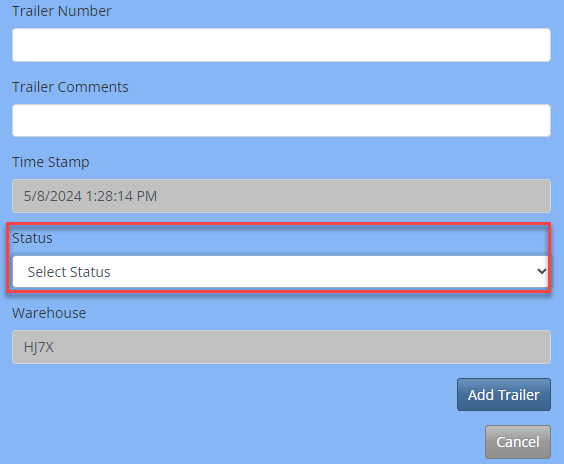 Trailer Number
Trailer Comments
Time Stamp
5/8/2024 1:28:14 PM
Status
Select Status
Warehouse
HJ7X
Add Trailer
Cancel